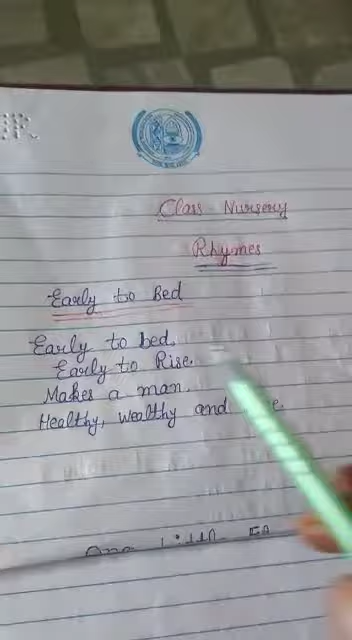 Class Nursery
Rhymes
Early to Bed
Early to bed.
Early to Rise.
Makes a man.
Healthy, wealthy and